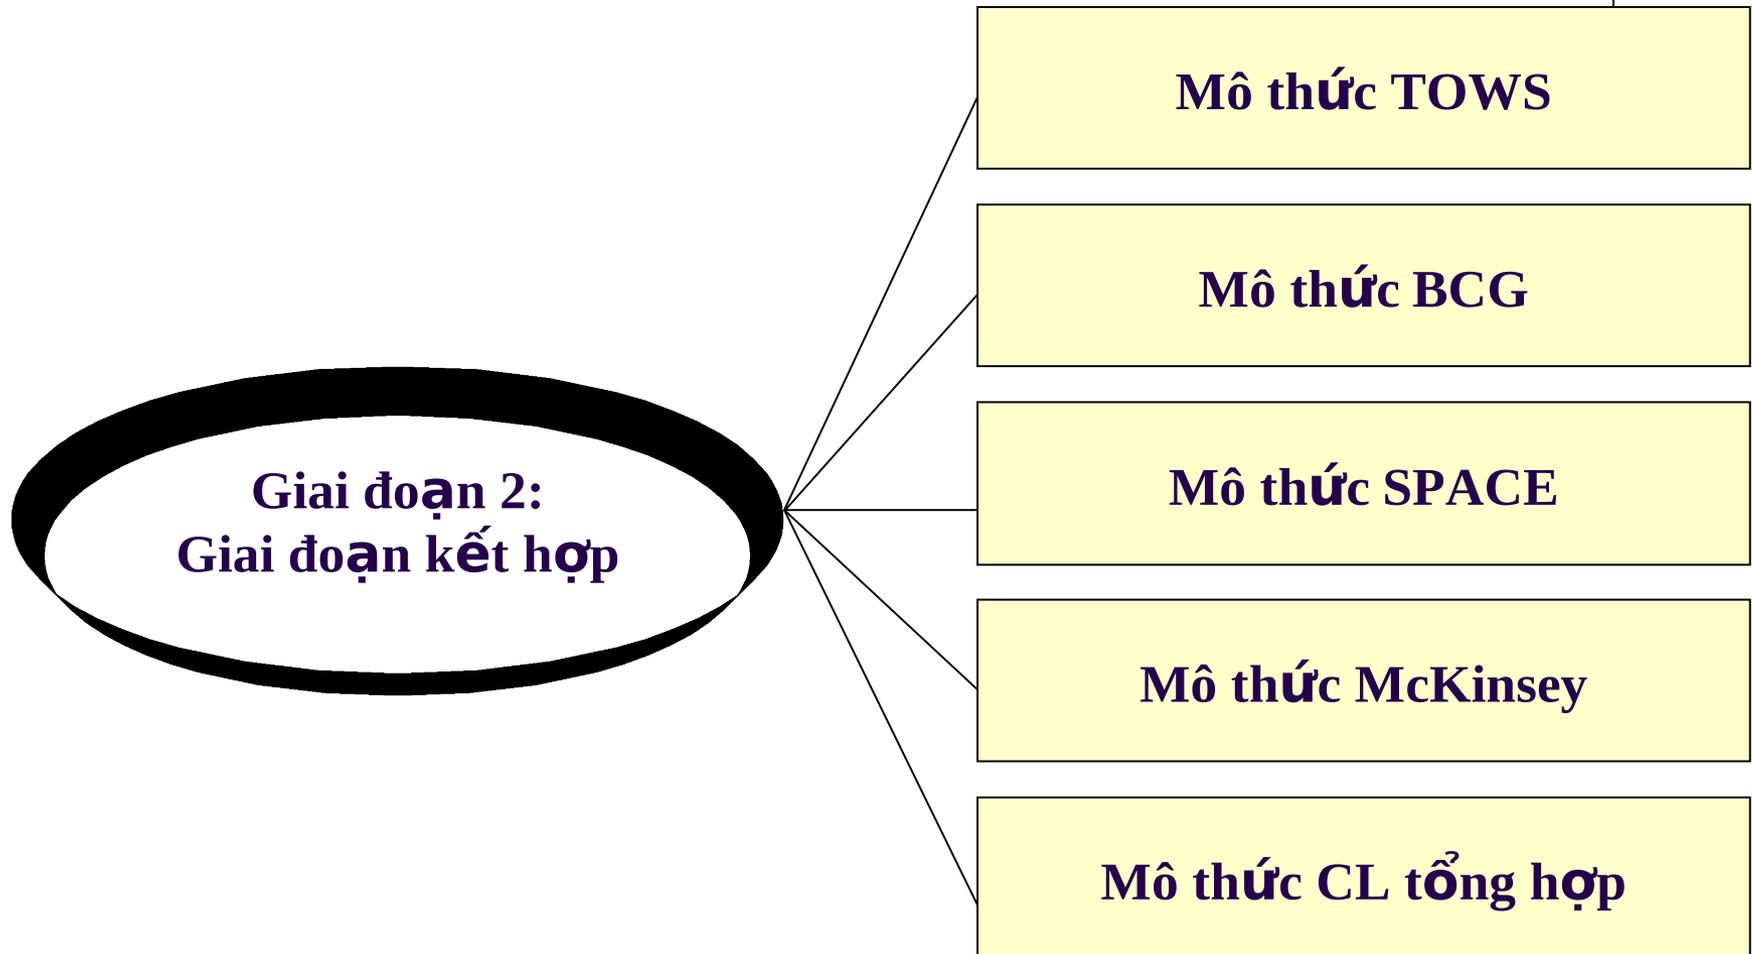 Mô thức TOWS
Mô thức BCG
Giai đoạn 2:
Giai đoạn kết hợp
Mô thức SPACE
Mô thức McKinsey
Mô thức CL tổng hợp